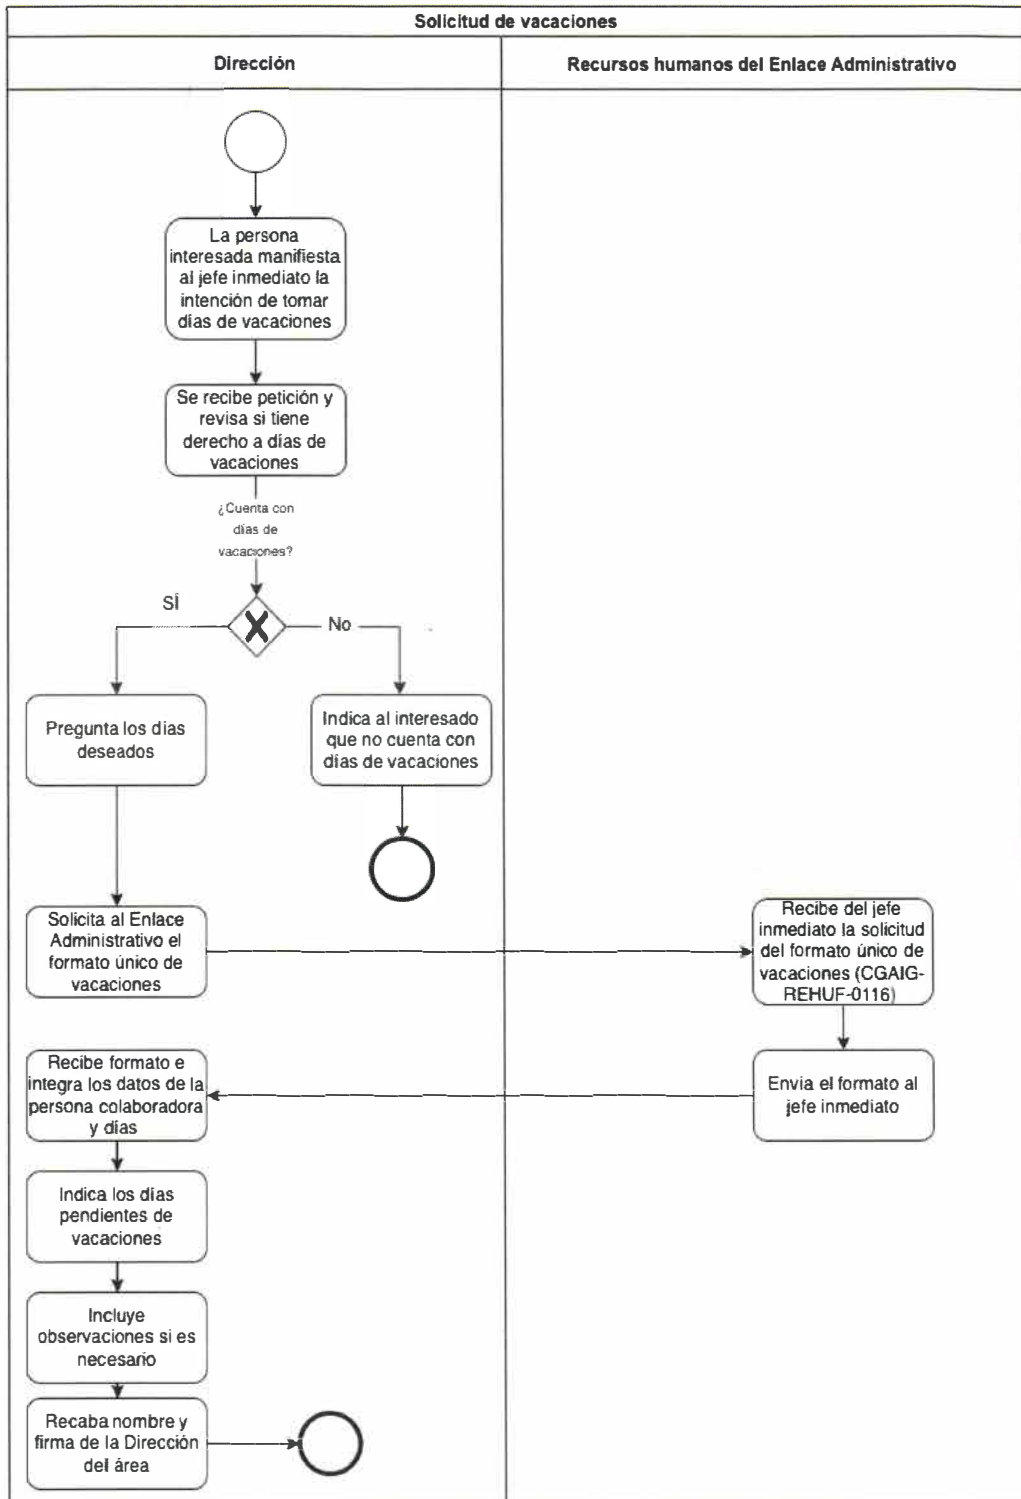 Solicitud de vacaciones
Dirección
Recursos humanos del Enlace Administrativo
La persona
interesada manifiesta
al jefe inmediato la
intención de tomar
días de vacaciones
Se recibe petición y
revisa si tiene
derecho a días de
vacaciones
¿Cuenta con
días de
vacaciones?
SÍ
X
No
Pregunta los días
deseados
Indica al interesado
que no cuenta con
días de vacaciones
Solicita al Enlace
Administrativo el
formato único de
vacaciones
Recibe del jefe
inmediato la solicitud
del formato único de
vacaciones (CGAIG-
REHUF-0116)
Recibe formato e
integra los datos de la
persona colaboradora
y días
Envia el formato al
jefe inmediato
Indica los días
pendientes de
vacaciones
Incluye
observaciones si es
necesario
Recaba nombre y
firma de la Dirección
del área